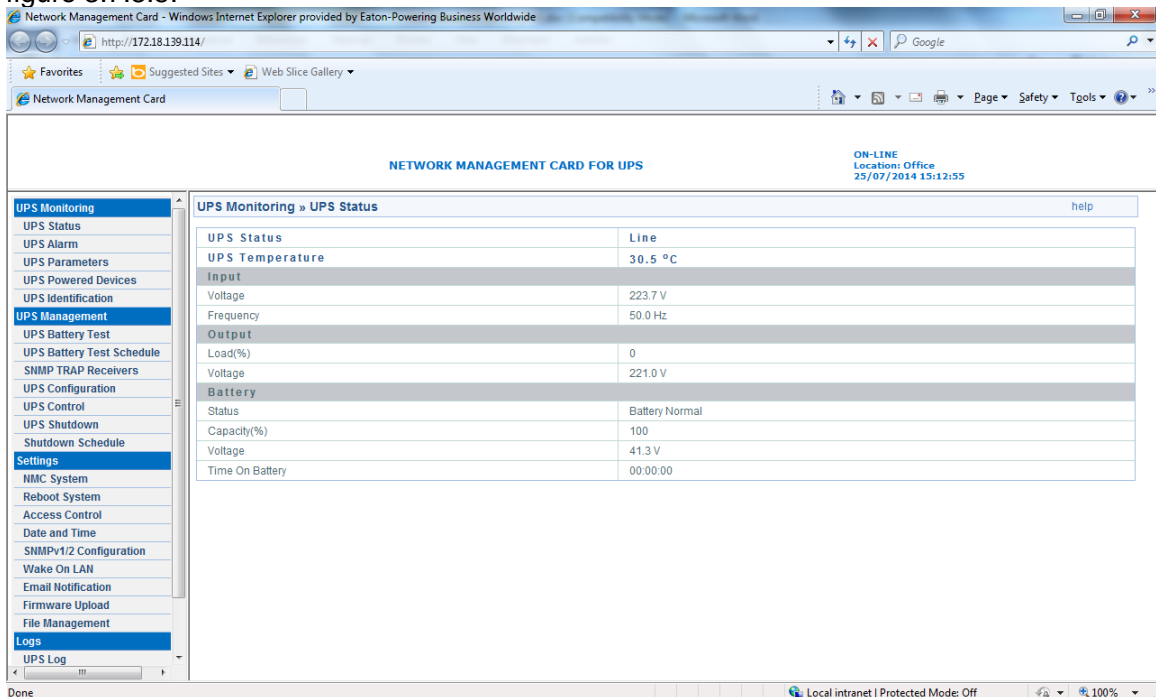 Network Management Card - Windows Internet Explorer provided by Eaton-Powering Business Worldwide
http://172.18.139.114/
Google
Favorites Suggested Sites Web Slice Gallery
Network Management Card
Page Safety Tools
NETWORK MANAGEMENT CARD FOR UPS
ON-LINE
Location: Office
25/07/2014 15:12:55
UPS Monitoring
UPS Status
UPS Alarm
UPS Parameters
UPS Powered Devices
UPS Identification
UPS Management
UPS Battery Test
UPS Battery Test Schedule
SNMP TRAP Receivers
UPS Configuration
UPS Control
UPS Shutdown
Shutdown Schedule
Settings
NMC System
Reboot System
Access Control
Date and Time
SNMPv1/2 Configuration
Wake On LAN
Email Notification
Firmware Upload
File Management
Logs
UPS Log
UPS Monitoring » UPS Status help
UPS Status Line
UPS Temperature 30.5 °C
Input
Voltage 223.7 V
Frequency 50.0 Hz
Output
Load(%) 0
Voltage 221.0 V
Battery
Status Battery Normal
Capacity(%) 100
Voltage 41.3 V
Time On Battery 00:00:00
Done Local intranet | Protected Mode: Off 100%